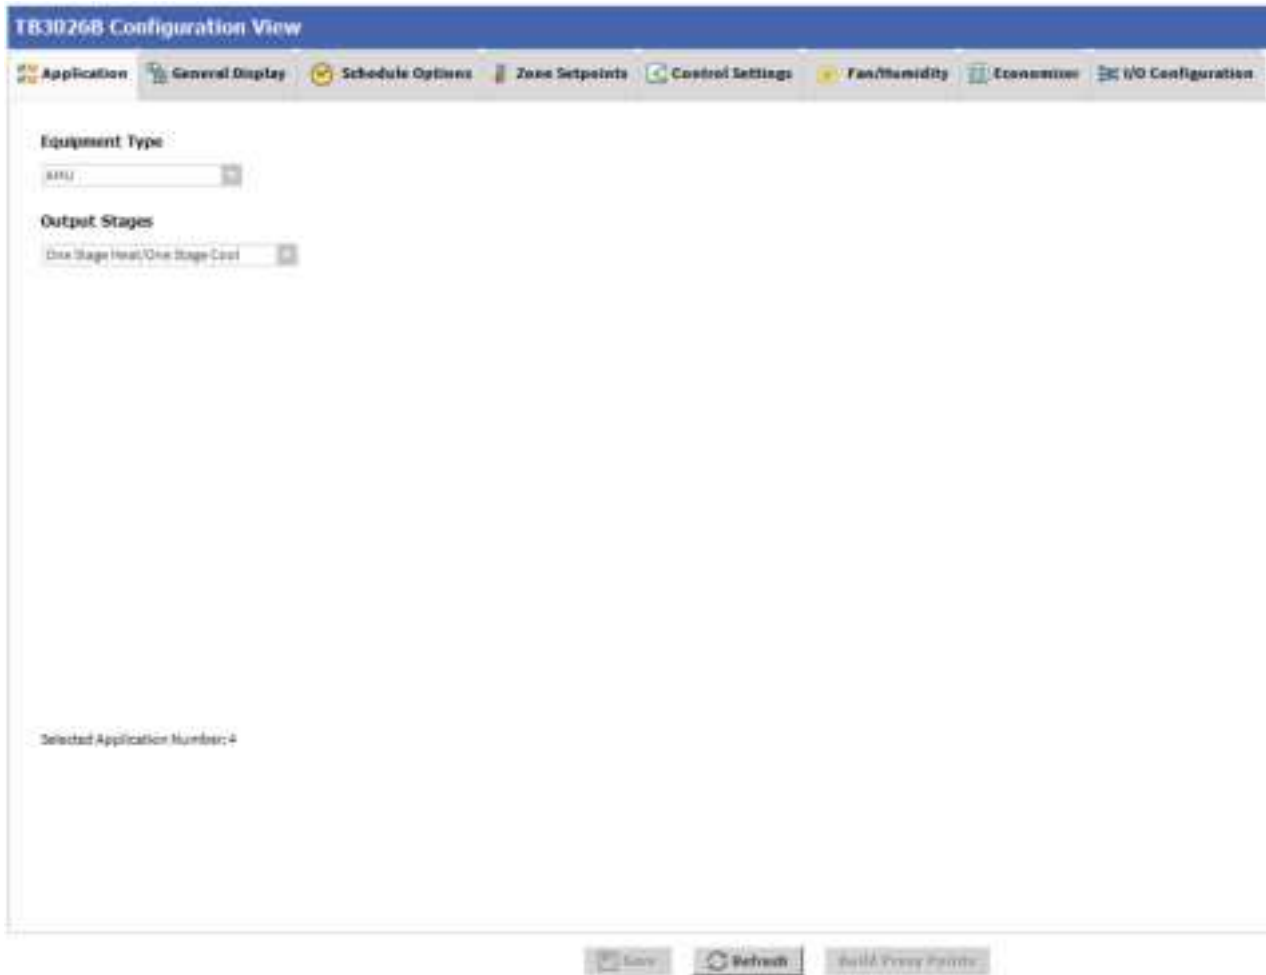 TB3026B Configuration View
Application General Display Schedule Options Zone Setpoints Control Settings Fan/Humidity Economizer I/O Configuration
Equipment Type
AHU
Output Stages
One Stage Heat/One Stage Cool
Selected Application Number: 4
Save Refresh Build Proxy Points